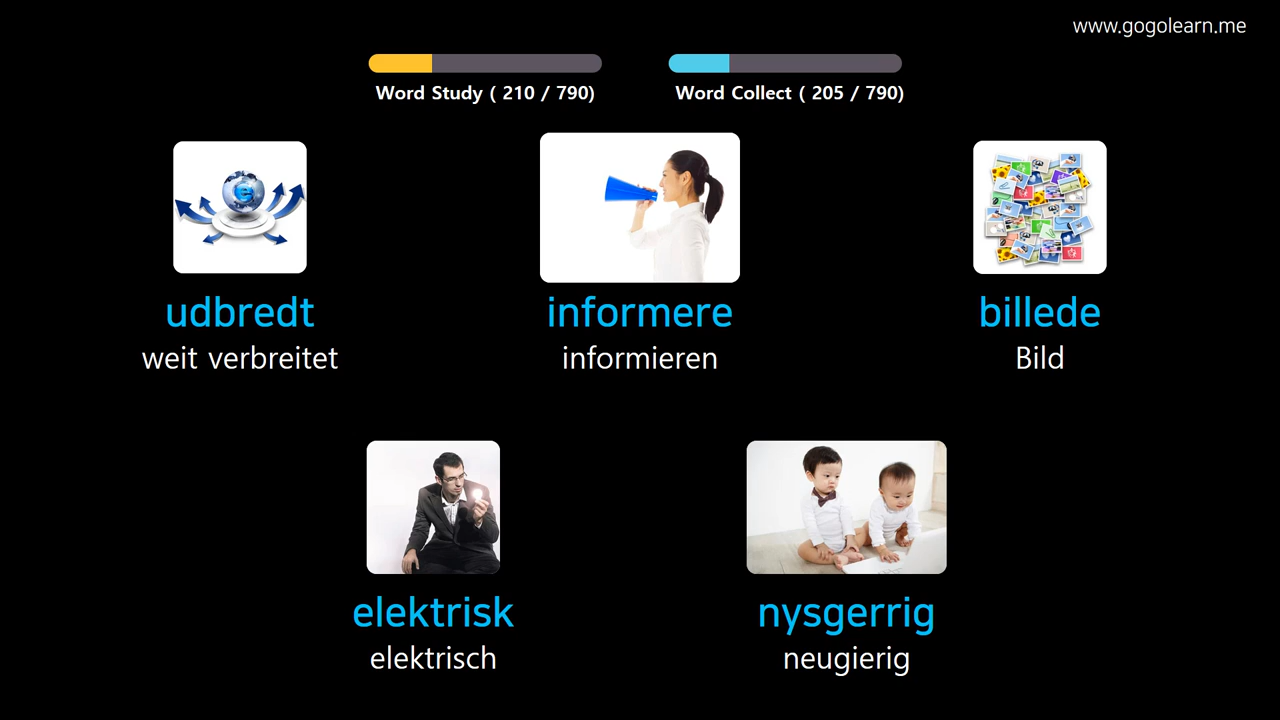 www.gogolearn.me
Word Study ( 210 / 790)
Word Collect ( 205 / 790)
udbredt
weit verbreitet
informere
informieren
billede
Bild
elektrisk
elektrisch
nysgerrig
neugierig